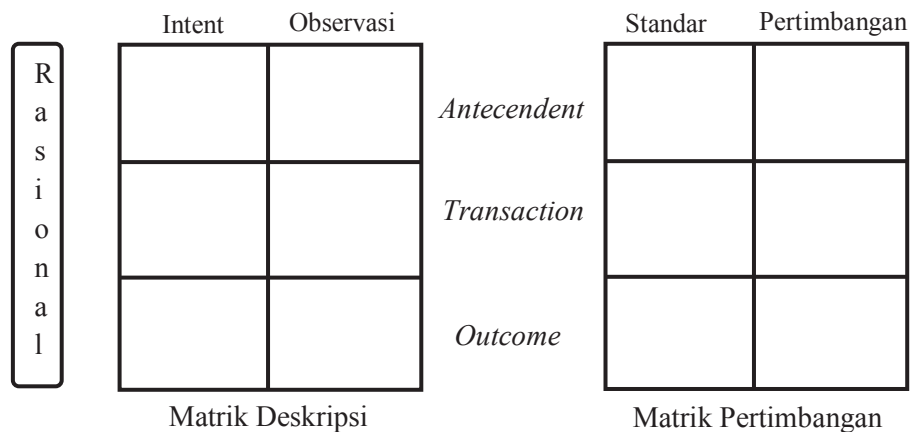 Intent Observasi Standar Pertimbangan
R
a
s
i
o
n
a
l
Antecendent
Transaction
Outcome
Matrik Deskripsi Matrik Pertimbangan